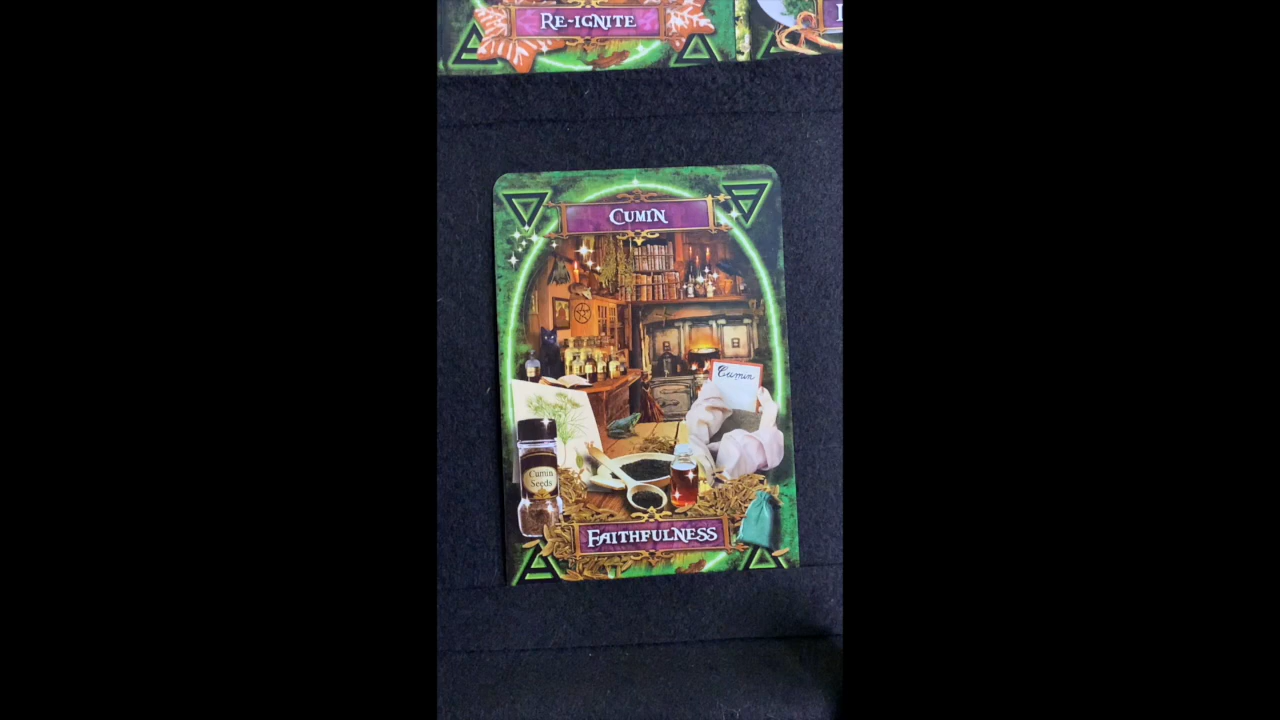 RE-IGNITE
CUMIN
Cumin
Cumin
Seeds
FAITHFULNESS